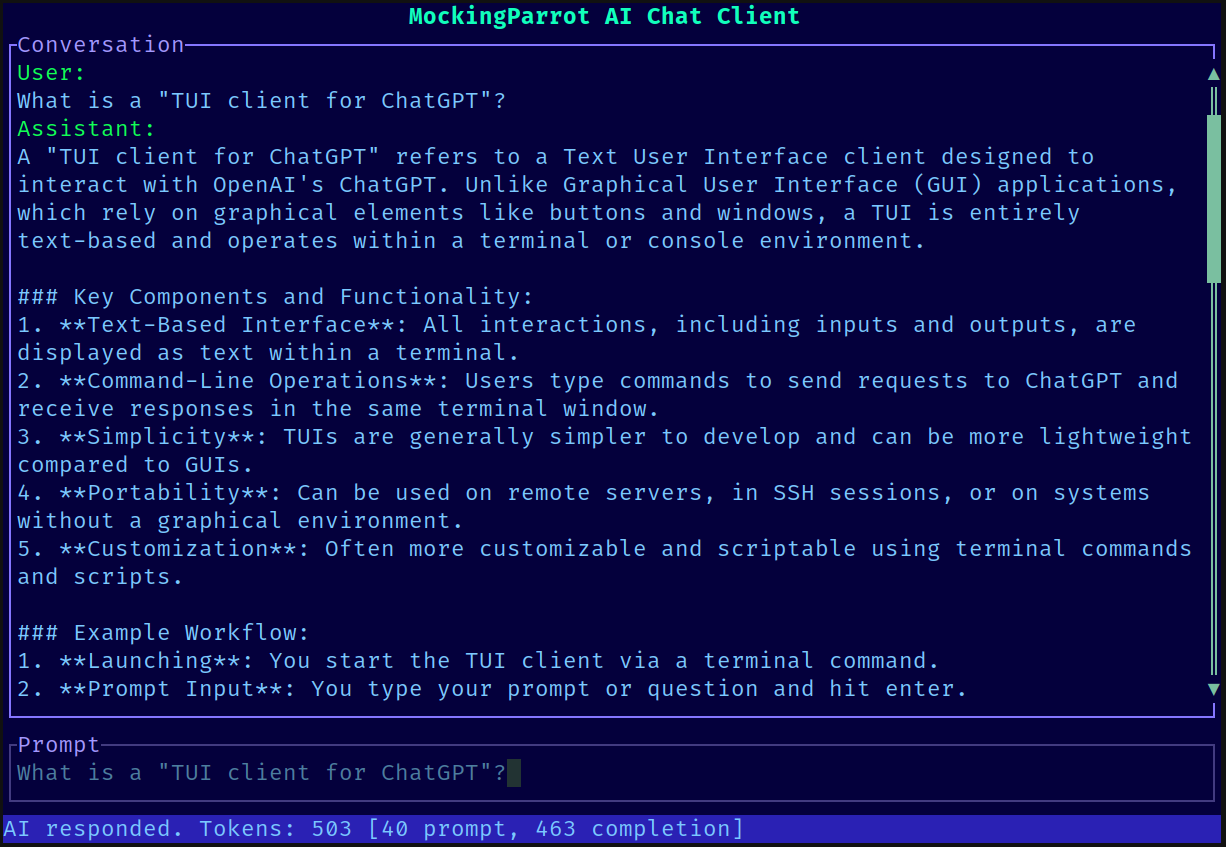 MockingParrot AI Chat Client
Conversation
User:
What is a "TUI client for ChatGPT"?
Assistant:
A "TUI client for ChatGPT" refers to a Text User Interface client designed to
interact with OpenAI's ChatGPT. Unlike Graphical User Interface (GUI) applications,
which rely on graphical elements like buttons and windows, a TUI is entirely
text-based and operates within a terminal or console environment.

### Key Components and Functionality:
1. **Text-Based Interface**: All interactions, including inputs and outputs, are
displayed as text within a terminal.
2. **Command-Line Operations**: Users type commands to send requests to ChatGPT and
receive responses in the same terminal window.
3. **Simplicity**: TUIs are generally simpler to develop and can be more lightweight
compared to GUIs.
4. **Portability**: Can be used on remote servers, in SSH sessions, or on systems
without a graphical environment.
5. **Customization**: Often more customizable and scriptable using terminal commands
and scripts.

### Example Workflow:
1. **Launching**: You start the TUI client via a terminal command.
2. **Prompt Input**: You type your prompt or question and hit enter.
Prompt
What is a "TUI client for ChatGPT"?
AI responded. Tokens: 503 [40 prompt, 463 completion]